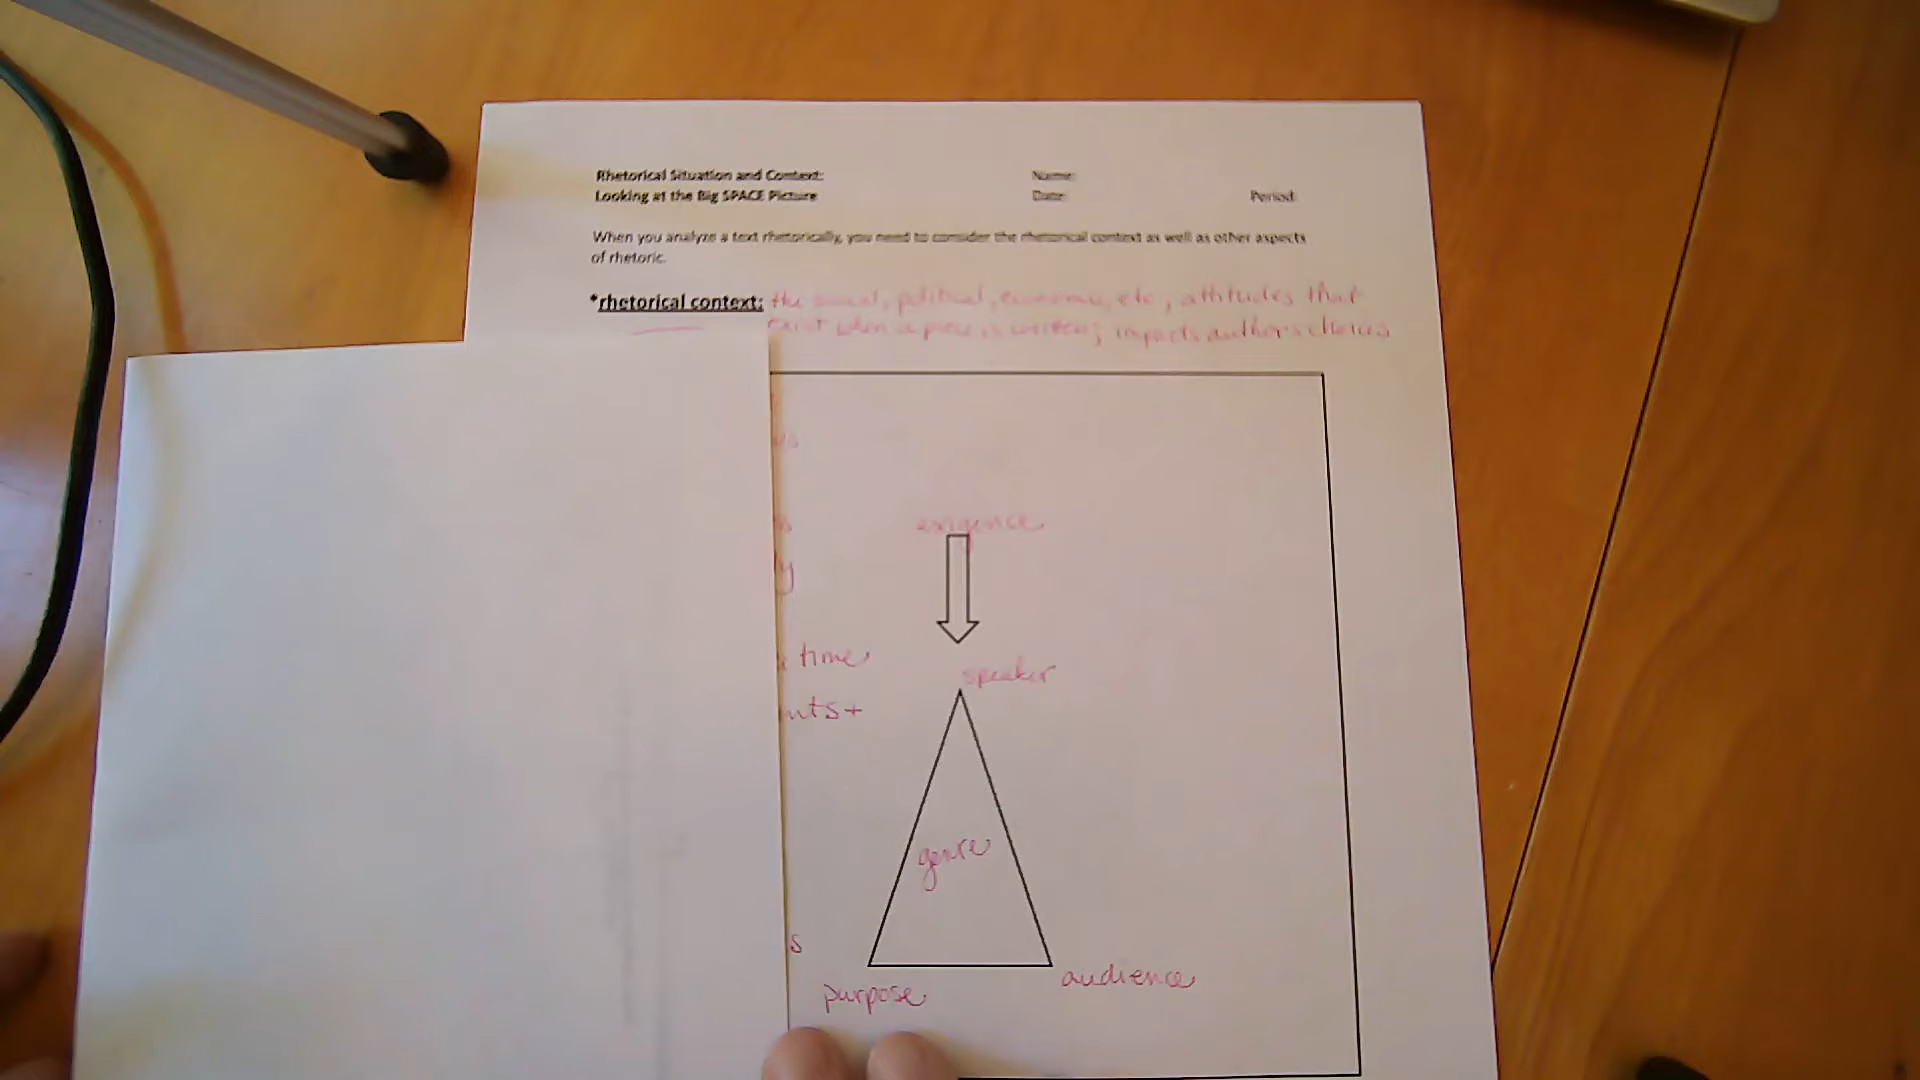 Rhetorical Situation and Context:
Name:
Looking at the Big SPACE Picture
Date:
Period:
When you analyze a text rhetorically, you need to consider the rhetorical context as well as other aspects
of rhetoric.
*rhetorical context: the social, political, economic, etc., attitudes that
exist when a piece is written; impacts author's choices
exigence
time
speaker
nts +
genre
s
audience
purpose